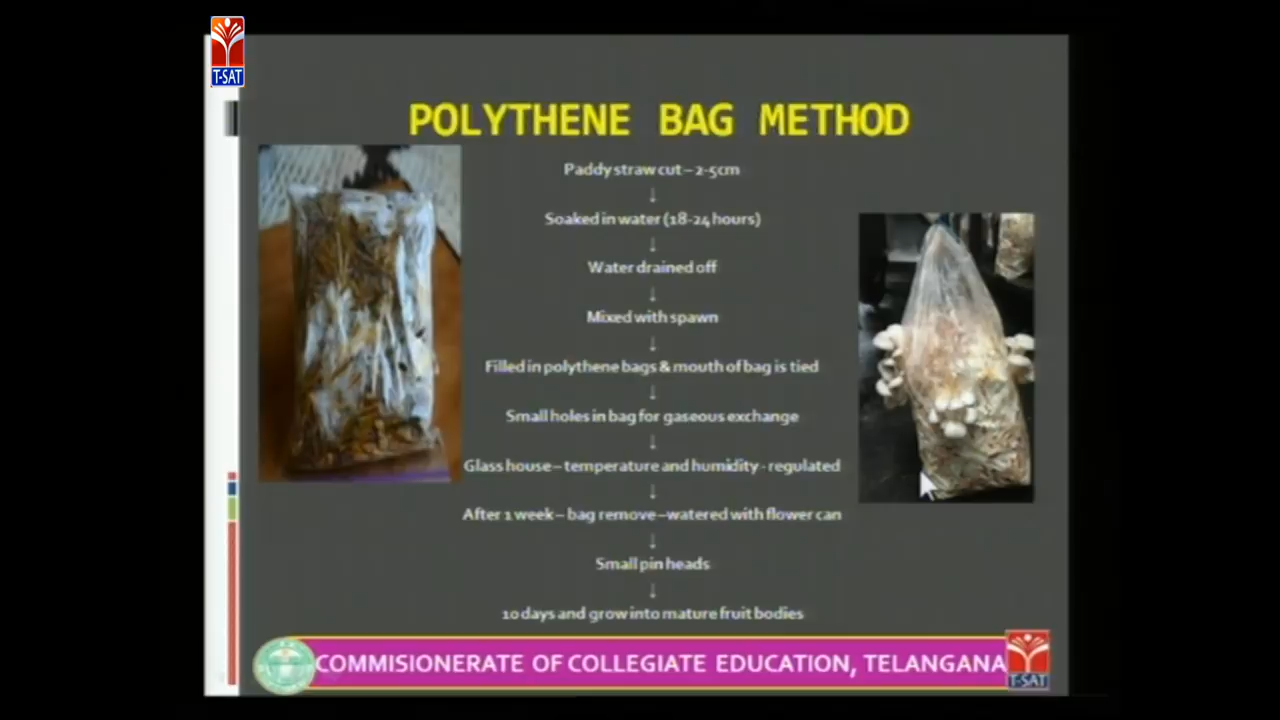 T-SAT
POLYTHENE BAG METHOD
Paddy straw cut – 2-5cm
↓
Soaked in water (18-24 hours)
↓
Water drained off
↓
Mixed with spawn
↓
Filled in polythene bags & mouth of bag is tied
↓
Small holes in bag for gaseous exchange
↓
Glass house – temperature and humidity - regulated
↓
After 1 week – bag remove –watered with flower can
↓
Small pin heads
↓
10 days and grow into mature fruit bodies
COMMISIONERATE OF COLLEGIATE EDUCATION, TELANGANA
T-SAT